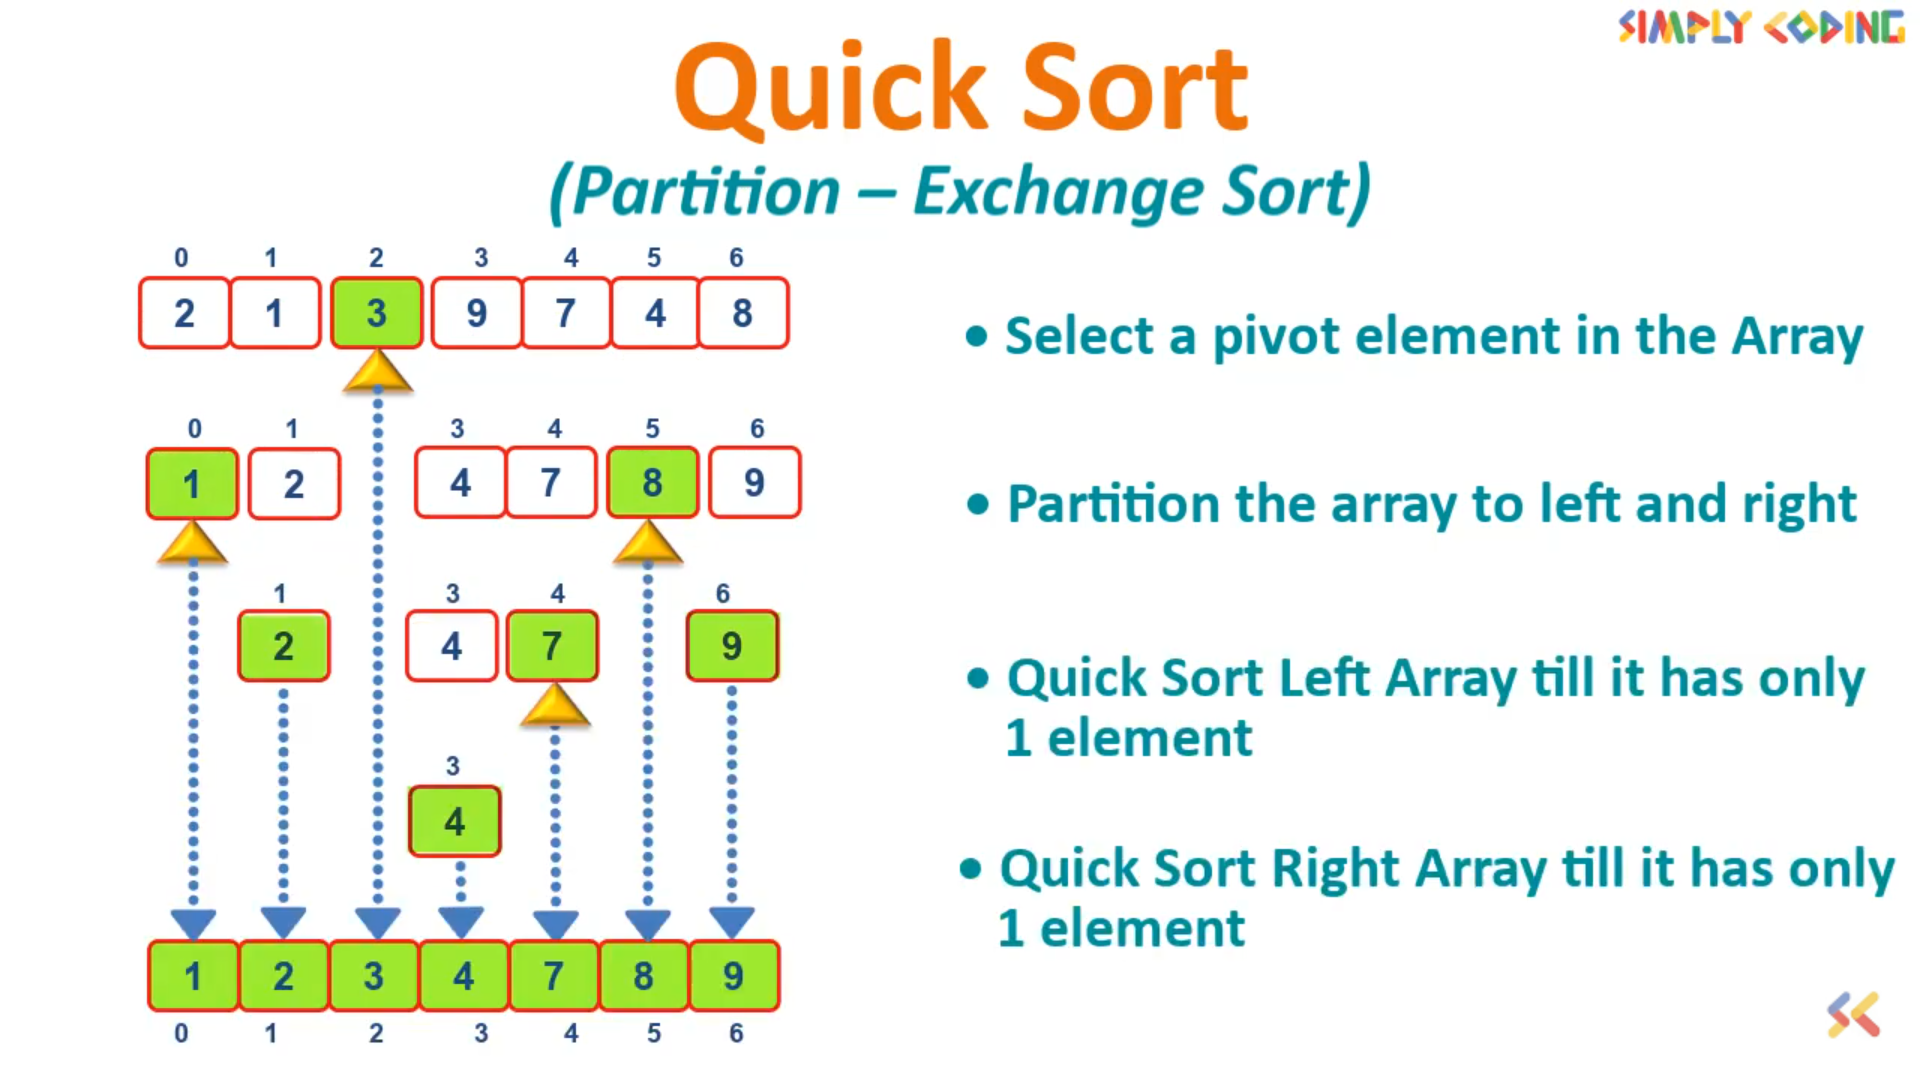 SIMPLY CODING
Quick Sort
(Partition – Exchange Sort)
0 1 2 3 4 5 6
2 1 3 9 7 4 8
• Select a pivot element in the Array
0 1 3 4 5 6
1 2 4 7 8 9
• Partition the array to left and right
1 3 4 6
2 4 7 9
• Quick Sort Left Array till it has only
1 element
3
4
• Quick Sort Right Array till it has only
1 element
1 2 3 4 7 8 9
0 1 2 3 4 5 6